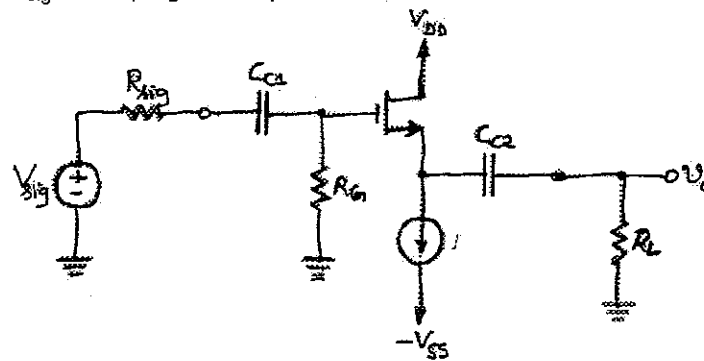 V_DD
C_C1
R_sig
C_C2
V_sig
+
-
R_G
I
v_o
R_L
-V_SS